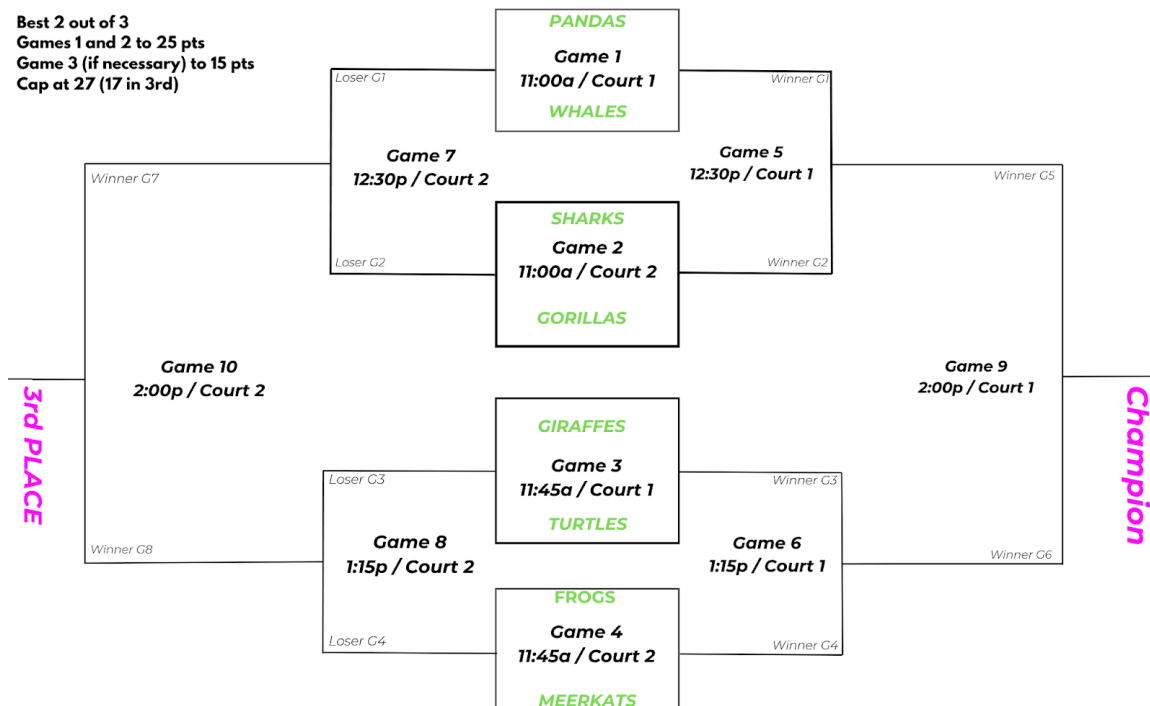 Best 2 out of 3
Games 1 and 2 to 25 pts
Game 3 (if necessary) to 15 pts
Cap at 27 (17 in 3rd)
PANDAS
Game 1
11:00a / Court 1
WHALES
Loser G1
Winner G1
Game 7
12:30p / Court 2
Game 5
12:30p / Court 1
Winner G7
Winner G5
SHARKS
Game 2
11:00a / Court 2
GORILLAS
Loser G2
Winner G2
Game 10
2:00p / Court 2
Game 9
2:00p / Court 1
3rd PLACE
Champion
GIRAFFES
Game 3
11:45a / Court 1
TURTLES
Loser G3
Winner G3
Game 8
1:15p / Court 2
Game 6
1:15p / Court 1
Winner G8
Winner G6
FROGS
Game 4
11:45a / Court 2
MEERKATS
Loser G4
Winner G4